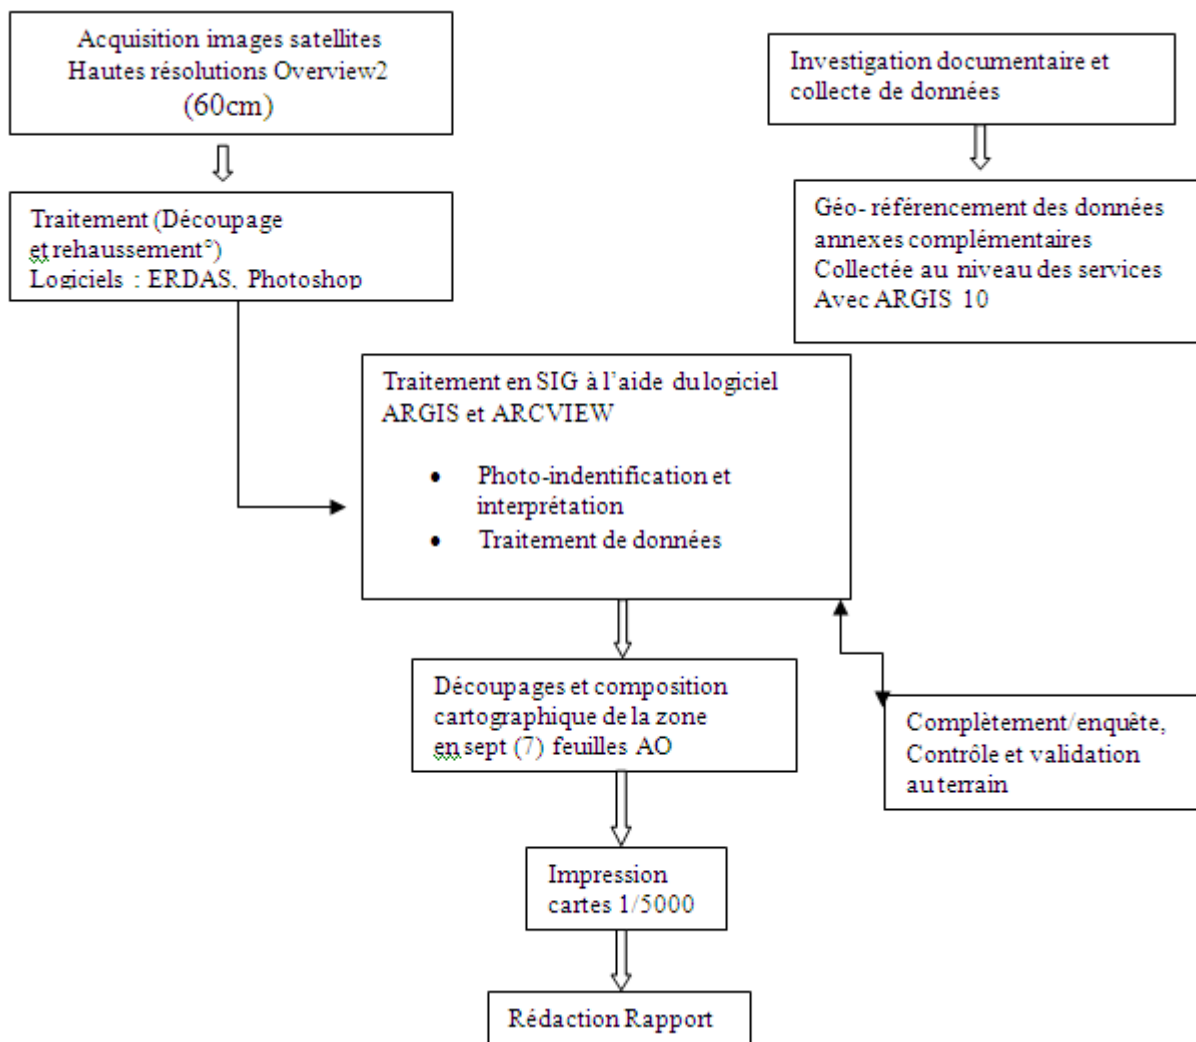 Acquisition images satellites
Hautes résolutions Overview2
(60cm)
Investigation documentaire et
collecte de données
Traitement (Découpage
et rehaussement°)
Logiciels : ERDAS, Photoshop
Géo- référencement des données
annexes complémentaires
Collectée au niveau des services
Avec ARGIS 10
Traitement en SIG à l’aide du logiciel
ARGIS et ARCVIEW
• Photo-indentification et
interprétation
• Traitement de données
Découpages et composition
cartographique de la zone
en sept (7) feuilles AO
Complètement/enquête,
Contrôle et validation
au terrain
Impression
cartes 1/5000
Rédaction Rapport